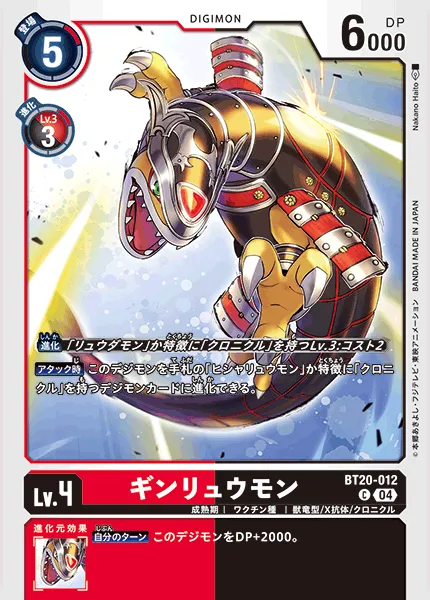 登場
5
DIGIMON
6000
DP
進化
Lv.3
3
Nakano Haito
BANDAI MADE IN JAPAN
©本郷あきよし・フジテレビ・東映アニメーション
進化 「リュウダモン」か特徴に「クロニクル」を持つLv.3:コスト2
アタック時 このデジモンを手札の「ヒシャリュウモン」か特徴に「クロニ
クル」を持つデジモンカードに進化できる。
Lv.4
ギンリュウモン
BT20-012
C 04
成熟期 | ワクチン種 | 獣竜型/X抗体/クロニクル
進化元効果
自分のターン このデジモンをDP+2000。